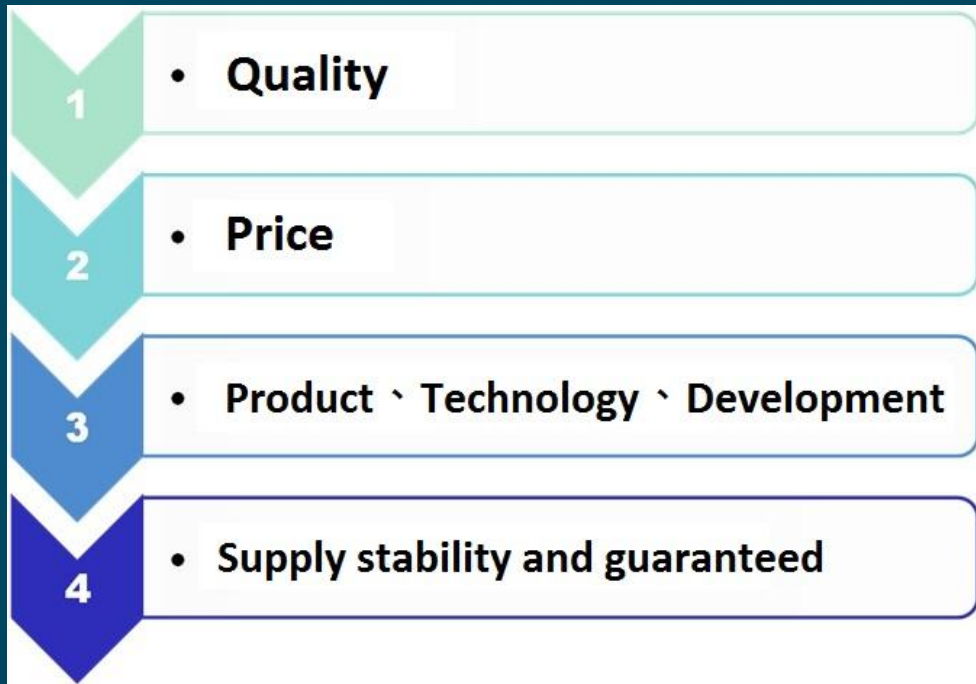 1
• Quality
2
• Price
3
• Product、Technology、Development
4
• Supply stability and guaranteed